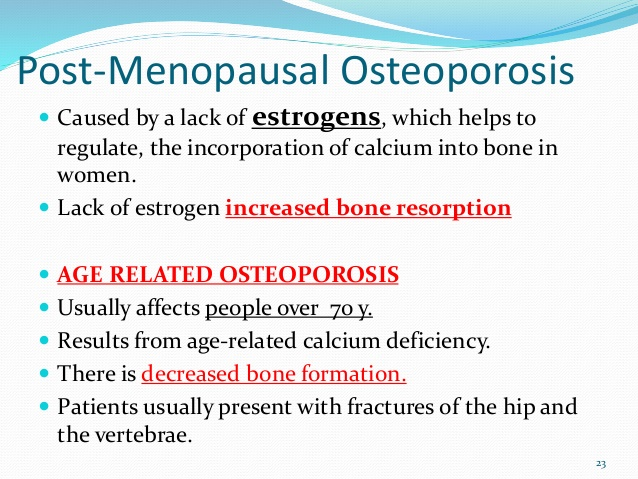 Post-Menopausal Osteoporosis
• Caused by a lack of estrogens, which helps to
regulate, the incorporation of calcium into bone in
women.
• Lack of estrogen increased bone resorption
• AGE RELATED OSTEOPOROSIS
• Usually affects people over 70 y.
• Results from age-related calcium deficiency.
• There is decreased bone formation.
• Patients usually present with fractures of the hip and
the vertebrae.
23